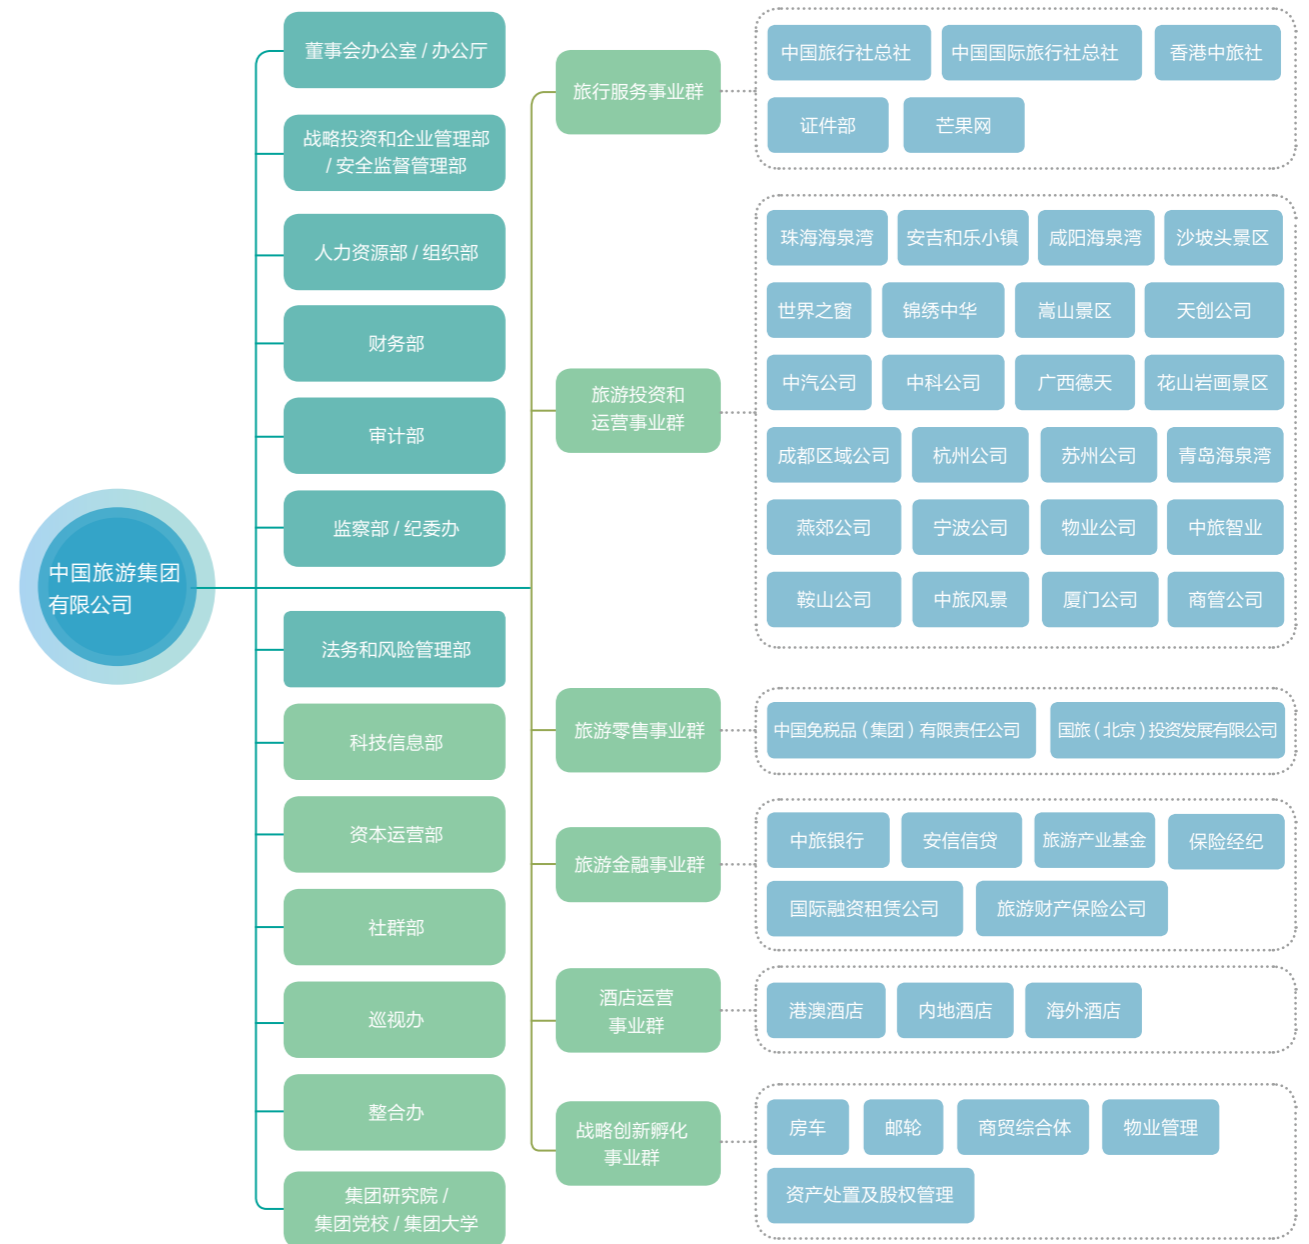 中国旅游集团
有限公司
董事会办公室 / 办公厅
战略投资和企业管理部
/ 安全监督管理部
人力资源部 / 组织部
财务部
审计部
监察部 / 纪委办
法务和风险管理部
科技信息部
资本运营部
社群部
巡视办
整合办
集团研究院 /
集团党校 / 集团大学
旅行服务事业群
中国旅行社总社
中国国际旅行社总社
香港中旅社
证件部
芒果网
旅游投资和
运营事业群
珠海海泉湾
安吉和乐小镇
咸阳海泉湾
沙坡头景区
世界之窗
锦绣中华
嵩山景区
天创公司
中汽公司
中科公司
广西德天
花山岩画景区
成都区域公司
杭州公司
苏州公司
青岛海泉湾
燕郊公司
宁波公司
物业公司
中旅智业
鞍山公司
中旅风景
厦门公司
商管公司
旅游零售事业群
中国免税品（集团）有限责任公司
国旅（北京）投资发展有限公司
旅游金融事业群
中旅银行
安信信贷
旅游产业基金
保险经纪
国际融资租赁公司
旅游财产保险公司
酒店运营
事业群
港澳酒店
内地酒店
海外酒店
战略创新孵化
事业群
房车
邮轮
商贸综合体
物业管理
资产处置及股权管理